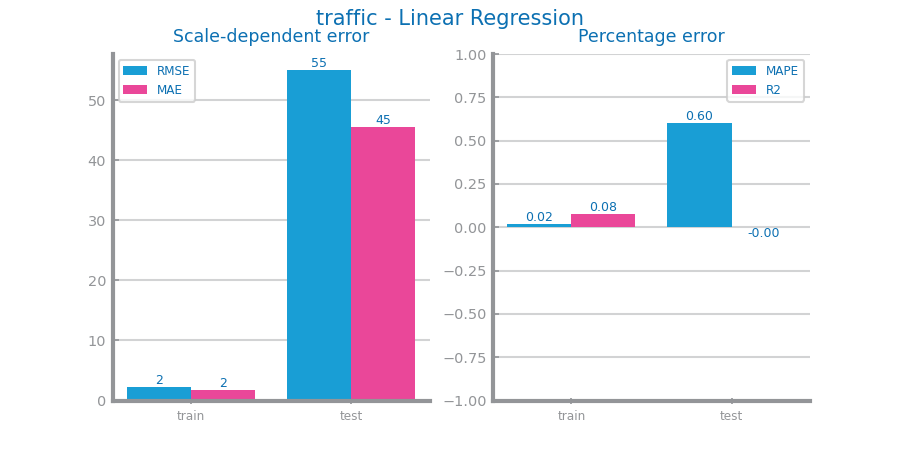 traffic - Linear Regression
Scale-dependent error
RMSE
MAE
55
45
2
2
50
40
30
20
10
0
train
test
Percentage error
MAPE
R2
0.60
0.02
0.08
-0.00
1.00
0.75
0.50
0.25
0.00
−0.25
−0.50
−0.75
−1.00
train
test